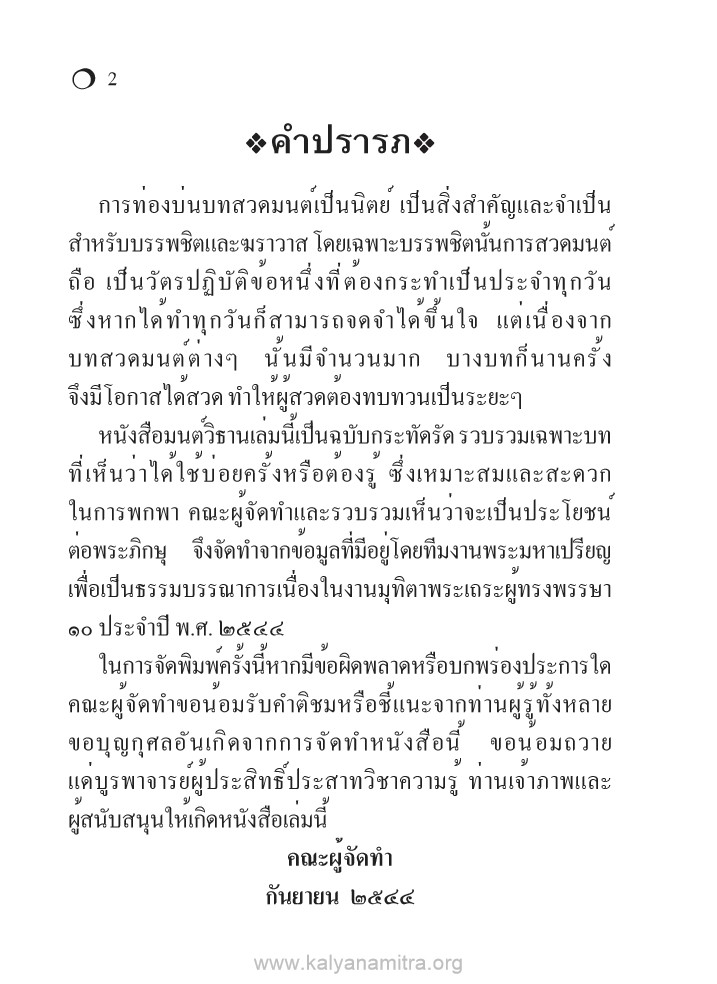 2
❖คำปรารภ❖
การท่องบ่นบทสวดมนต์เป็นนิตย์ เป็นสิ่งสำคัญและจำเป็น
สำหรับบรรพชิตและฆราวาส โดยเฉพาะบรรพชิตนั้นการสวดมนต์
ถือ เป็นวัตรปฏิบัติข้อหนึ่งที่ต้องกระทำเป็นประจำทุกวัน
ซึ่งหากได้ทำทุกวันก็สามารถจดจำได้ขึ้นใจ แต่เนื่องจาก
บทสวดมนต์ต่างๆ นั้นมีจำนวนมาก บางบทก็นานครั้ง
จึงมีโอกาสได้สวด ทำให้ผู้สวดต้องทบทวนเป็นระยะๆ
หนังสือมนต์วิธานเล่มนี้เป็นฉบับกระทัดรัด รวบรวมเฉพาะบท
ที่เห็นว่าได้ใช้บ่อยครั้งหรือต้องรู้ ซึ่งเหมาะสมและสะดวก
ในการพกพา คณะผู้จัดทำและรวบรวมเห็นว่าจะเป็นประโยชน์
ต่อพระภิกษุ จึงจัดทำจากข้อมูลที่มีอยู่โดยทีมงานพระมหาเปรียญ
เพื่อเป็นธรรมบรรณาการเนื่องในงานมุทิตาพระเถระผู้ทรงพรรษา
๑๐ ประจำปี พ.ศ. ๒๕๔๔
ในการจัดพิมพ์ครั้งนี้หากมีข้อผิดพลาดหรือบกพร่องประการใด
คณะผู้จัดทำขอน้อมรับคำติชมหรือชี้แนะจากท่านผู้รู้ทั้งหลาย
ขอบุญกุศลอันเกิดจากการจัดทำหนังสือนี้ ขอน้อมถวาย
แด่บูรพาจารย์ผู้ประสิทธิ์ประสาทวิชาความรู้ ท่านเจ้าภาพและ
ผู้สนับสนุนให้เกิดหนังสือเล่มนี้
คณะผู้จัดทำ
กันยายน ๒๕๔๔
www.kalyanamitra.org